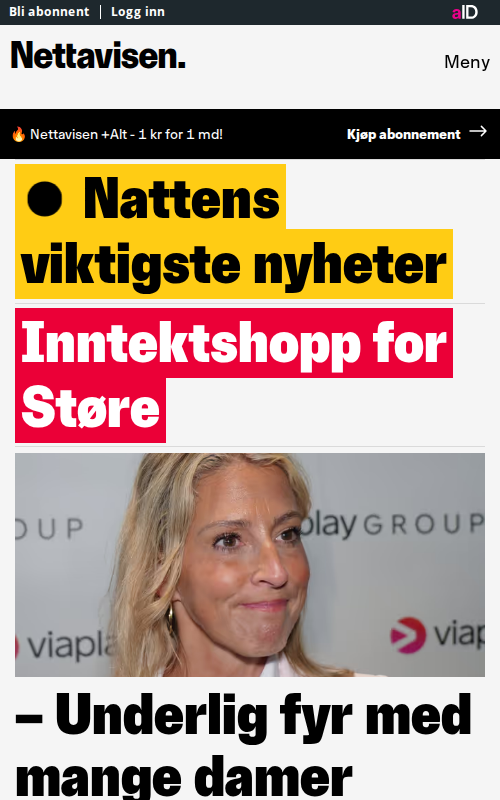 Bli abonnent | Logg inn
aID
Nettavisen.
Meny
🔥 Nettavisen +Alt - 1 kr for 1 md!
Kjøp abonnement →
● Nattens
viktigste nyheter
Inntektshopp for
Støre
OUP
play GROUP
viapla
viap
– Underlig fyr med
mange damer